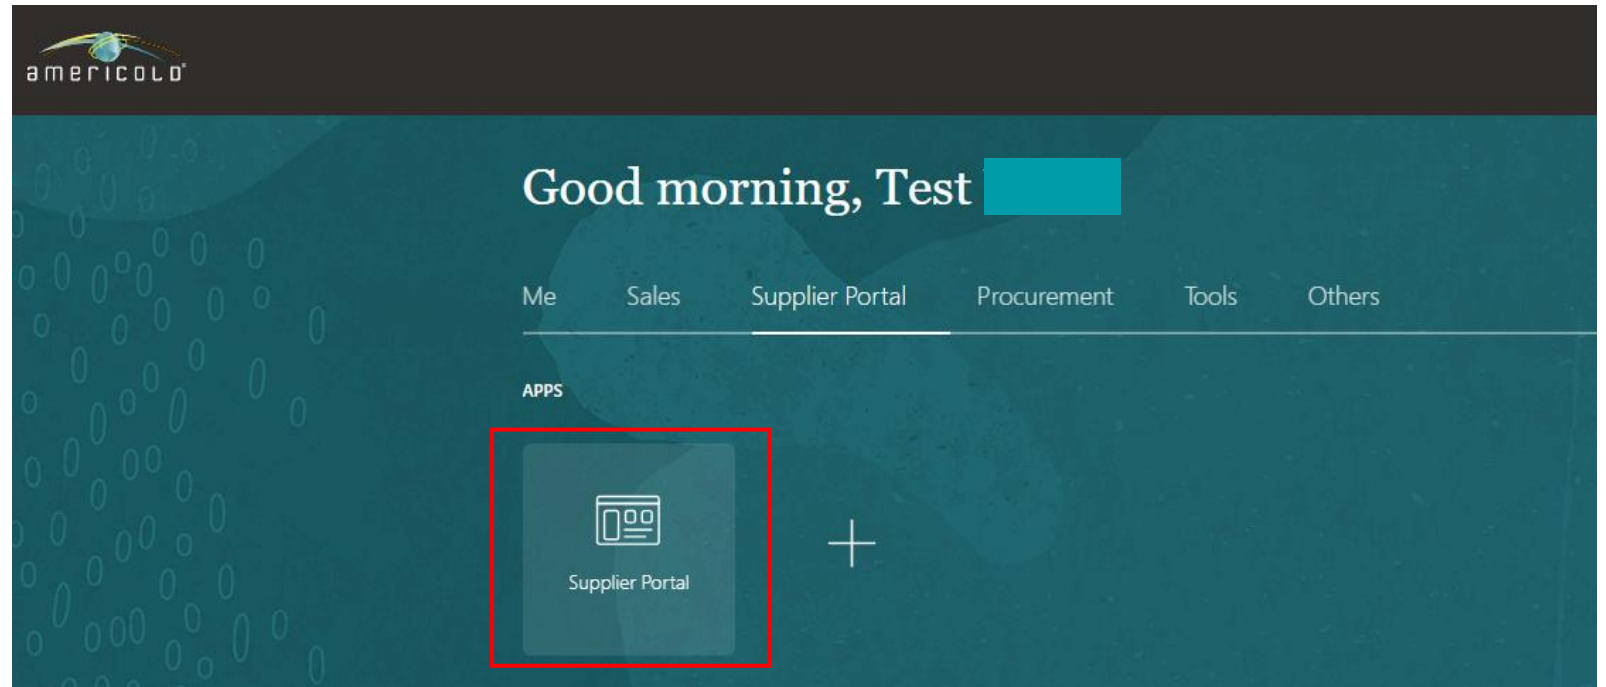 americold®
Good morning, Test
Me Sales Supplier Portal Procurement Tools Others
APPS
Supplier Portal